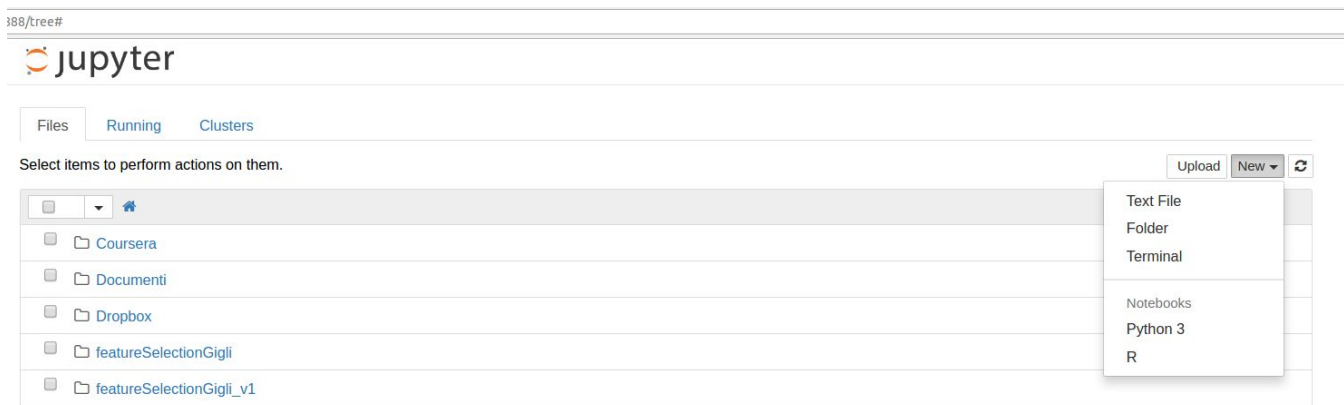 388/tree#
jupyter
Files Running Clusters
Select items to perform actions on them.
Upload New
Text File
Folder
Terminal
Notebooks
Python 3
R
Coursera
Documenti
Dropbox
featureSelectionGigli
featureSelectionGigli_v1